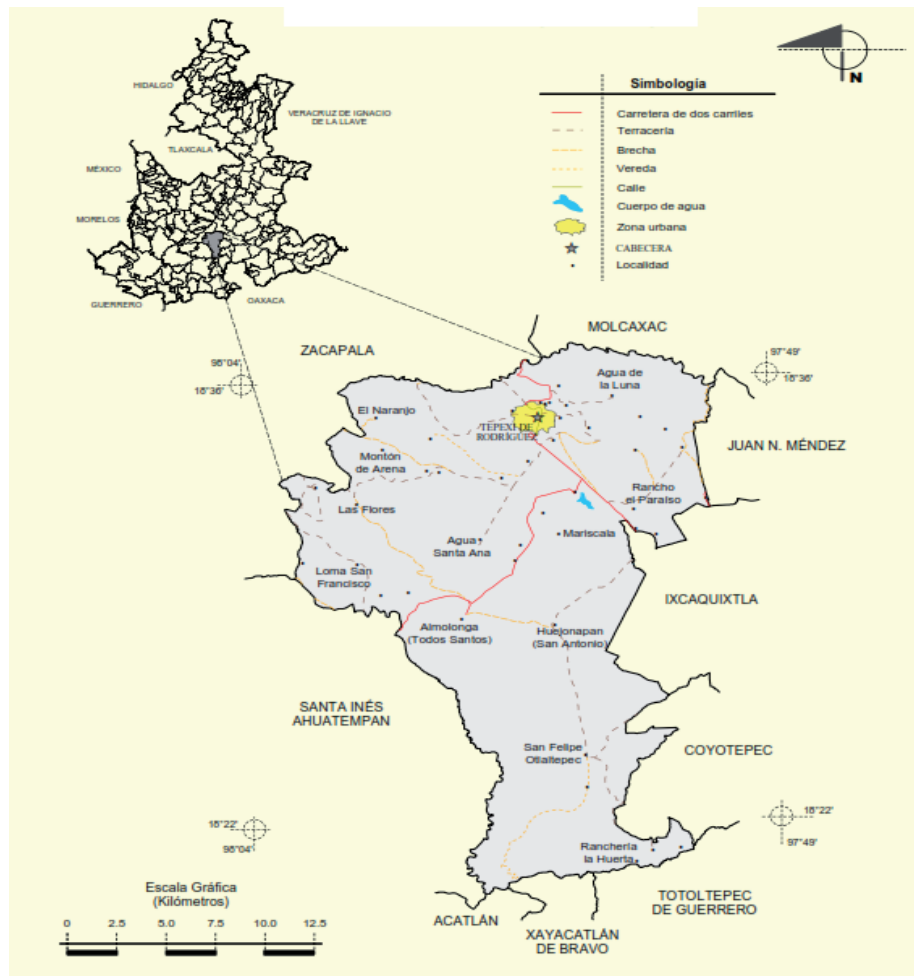 HIDALGO
VERACRUZ DE IGNACIO
DE LA LLAVE
TLAXCALA
MÉXICO
MORELOS
GUERRERO
OAXACA
N
Simbología
Carretera de dos carriles
Terracería
Brecha
Vereda
Calle
Cuerpo de agua
Zona urbana
CABECERA
Localidad
MOLCAXAC
ZACAPALA
98°04'
18°36'
97°49'
18°36'
Agua de
la Luna
El Naranjo
TEPEXI DE
RODRÍGUEZ
JUAN N. MÉNDEZ
Montón
de Arena
Rancho
el Paraíso
Las Flores
Mariscala
Agua
Santa Ana
Loma San
Francisco
IXCAQUIXTLA
Almolonga
(Todos Santos)
Huejonapan
(San Antonio)
SANTA INÉS
AHUATEMPAN
San Felipe
Otlaltepec
COYOTEPEC
18°22'
98°04'
18°22'
97°49'
Ranchería
la Huerta
Escala Gráfica
(Kilómetros)
0 2.5 5.0 7.5 10.0 12.5
ACATLÁN
XAYACATLÁN
DE BRAVO
TOTOLTEPEC
DE GUERRERO